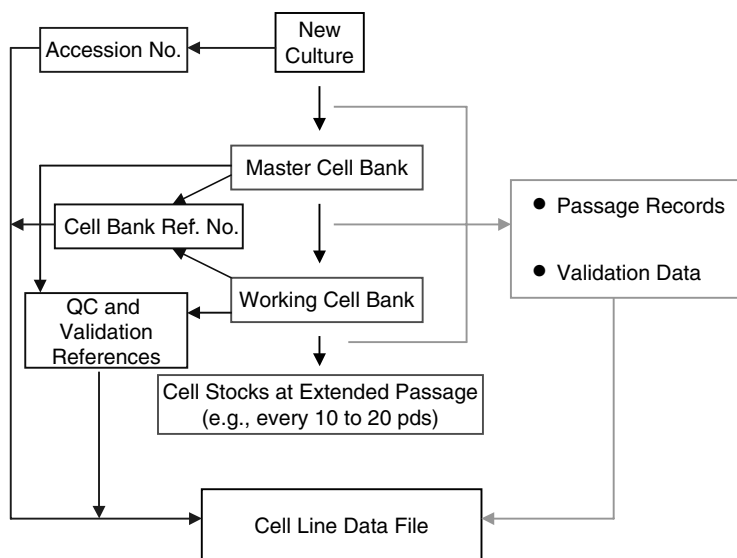 New
Culture
Accession No.
Master Cell Bank
● Passage Records
Cell Bank Ref. No.
● Validation Data
Working Cell Bank
QC and
Validation
References
Cell Stocks at Extended Passage
(e.g., every 10 to 20 pds)
Cell Line Data File